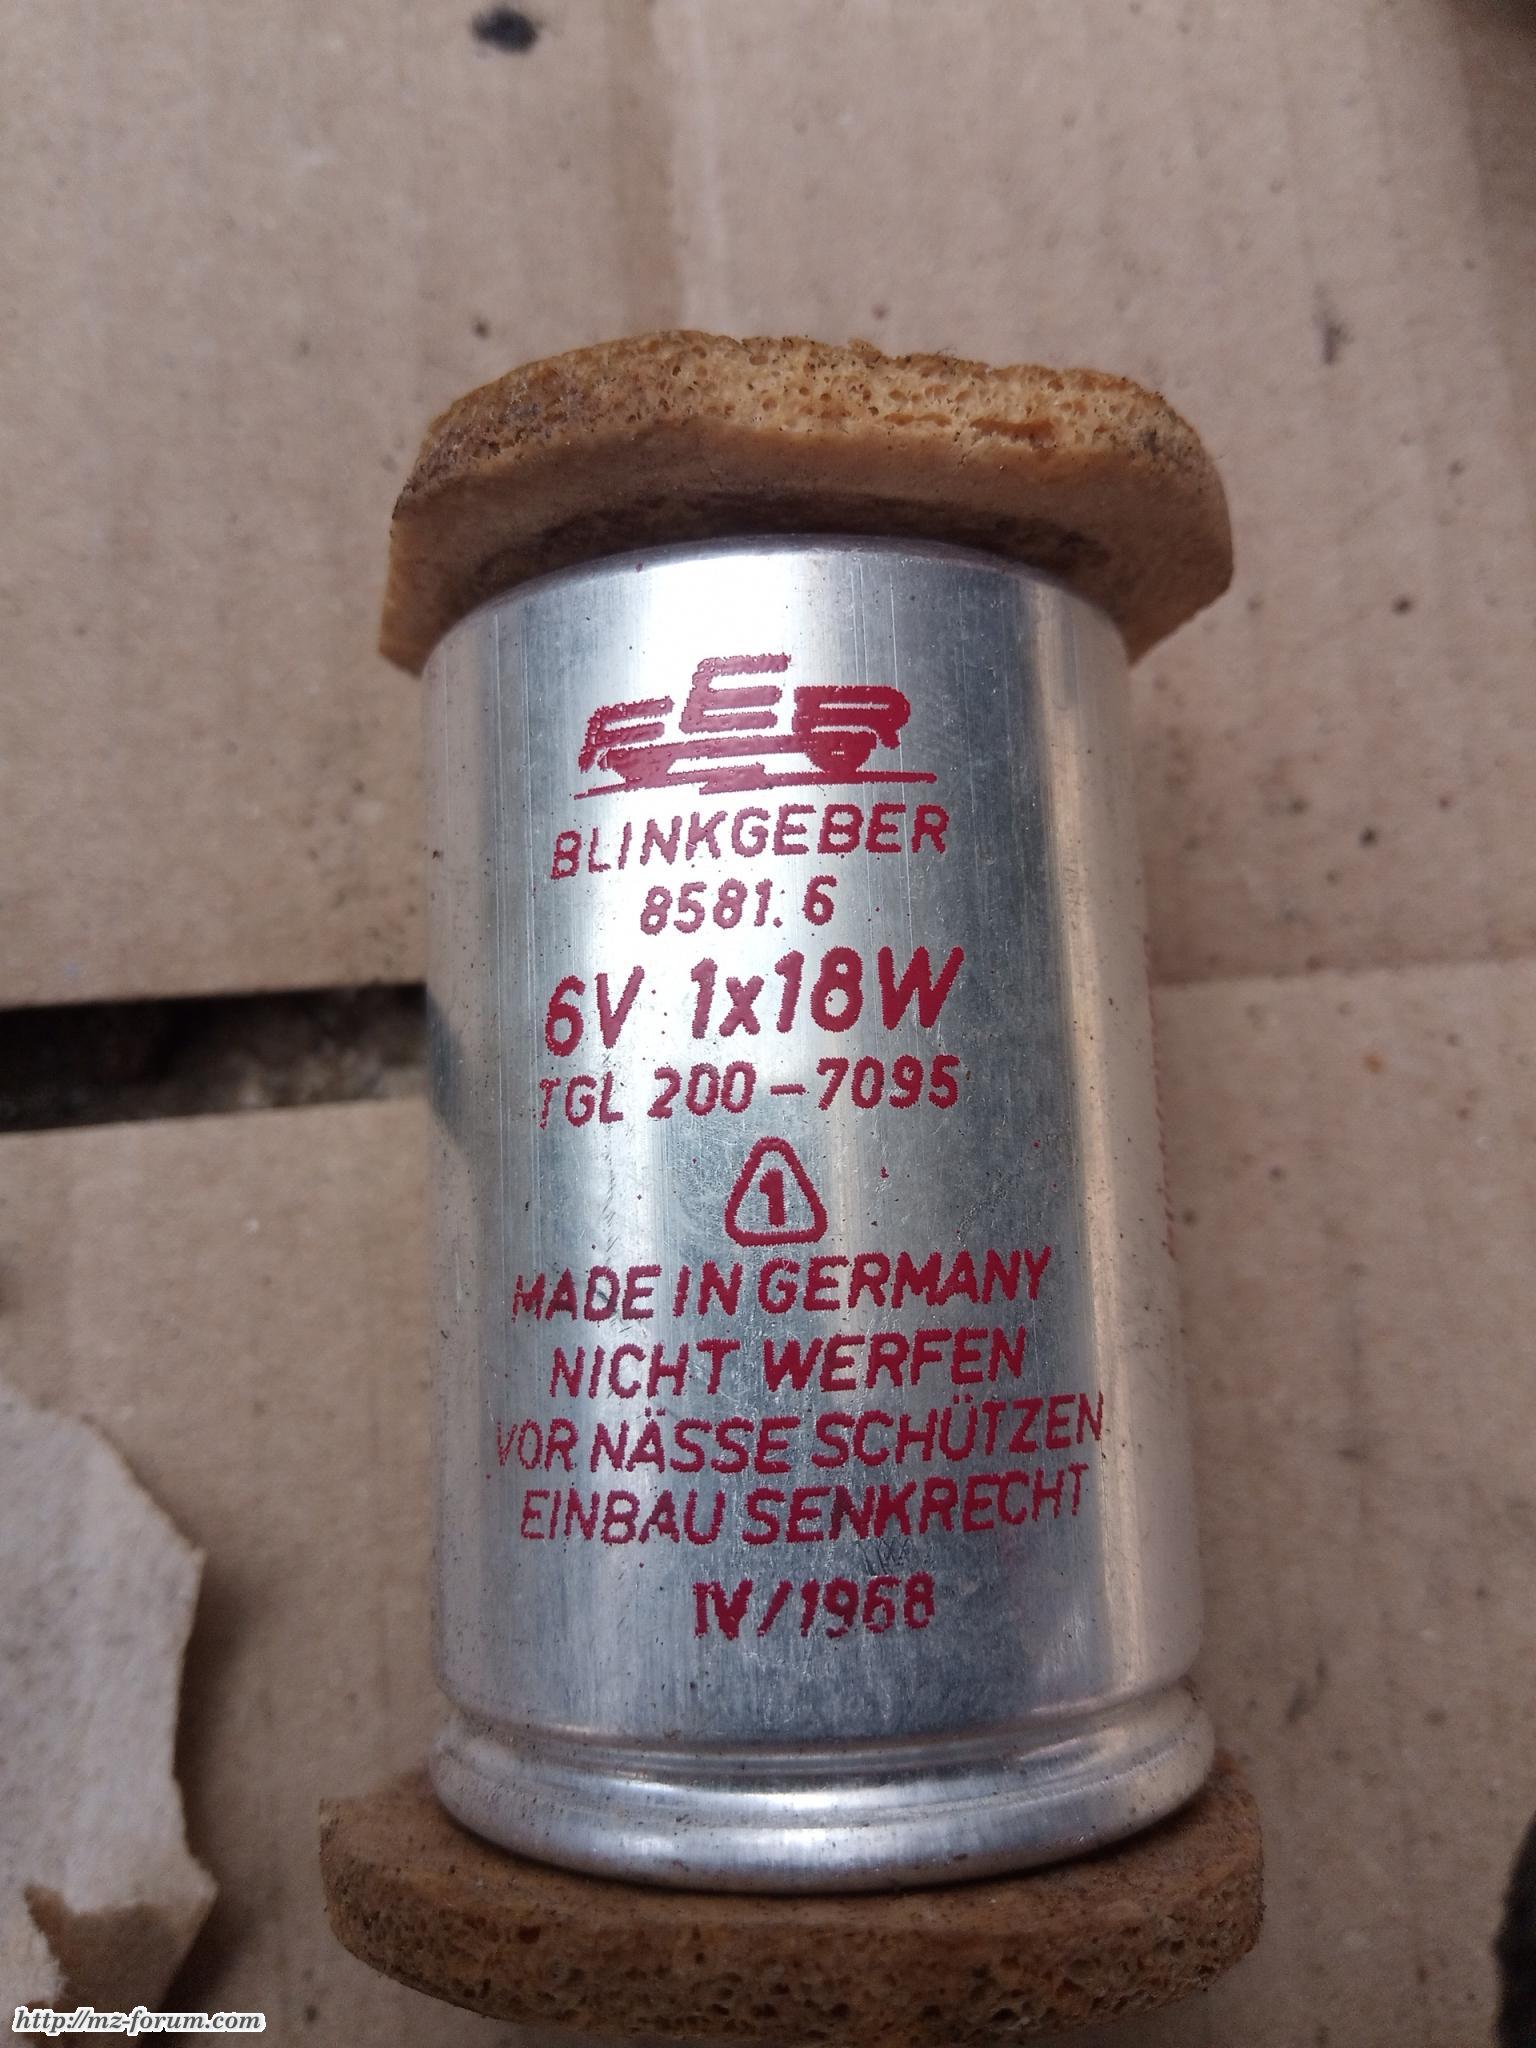 FER
BLINKGEBER
8581.6
6V 1x18W
TGL 200-7095
1
MADE IN GERMANY
NICHT WERFEN
VOR NÄSSE SCHÜTZEN
EINBAU SENKRECHT
IV/1968
http://mz-forum.com